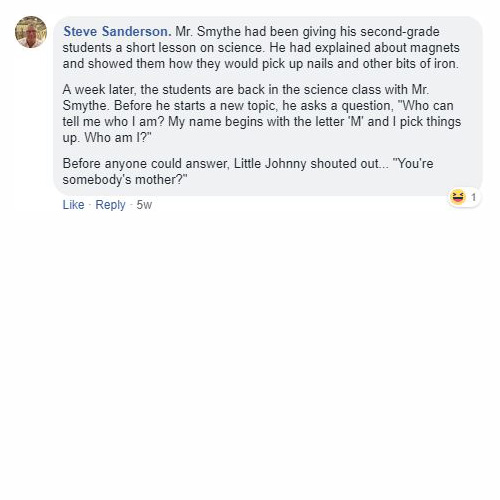 Steve Sanderson. Mr. Smythe had been giving his second-grade
students a short lesson on science. He had explained about magnets
and showed them how they would pick up nails and other bits of iron.
A week later, the students are back in the science class with Mr.
Smythe. Before he starts a new topic, he asks a question, "Who can
tell me who I am? My name begins with the letter 'M' and I pick things
up. Who am I?"
Before anyone could answer, Little Johnny shouted out... "You're
somebody's mother?"
1
Like · Reply · 5w